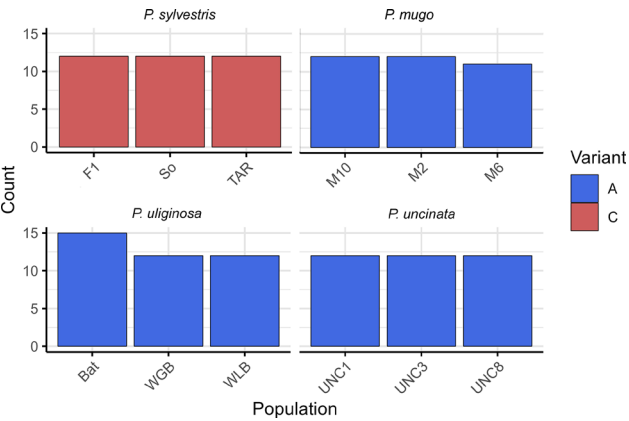 P. sylvestris
P. mugo
15
10
5
0
F1
So
TAR
M10
M2
M6
Count
Variant
A
C
P. uliginosa
P. uncinata
15
10
5
0
Bat
WGB
WLB
UNC1
UNC3
UNC8
Population